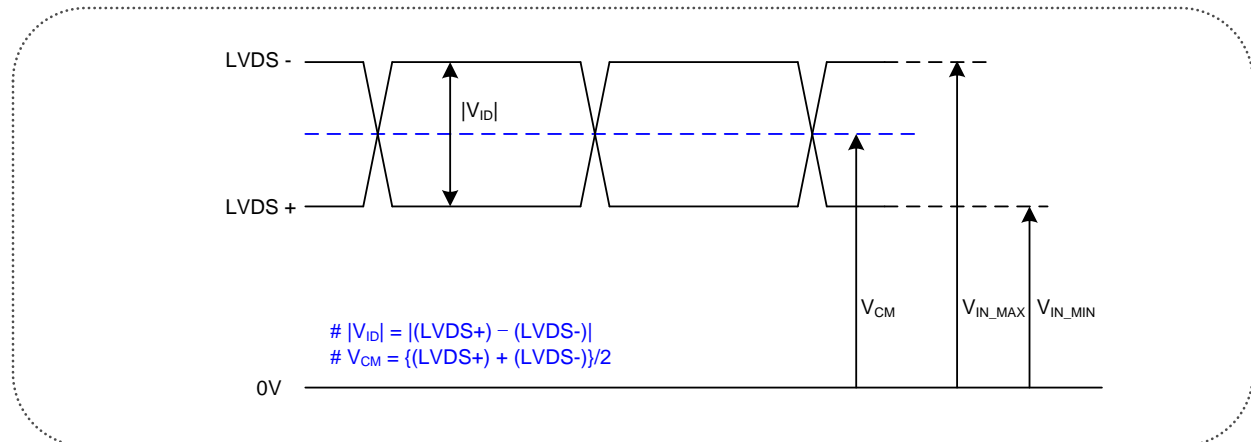 LVDS -
|V_ID|
LVDS +
V_CM
V_IN_MAX
V_IN_MIN
# |V_ID| = |(LVDS+) − (LVDS-)|
# V_CM = {(LVDS+) + (LVDS-)}/2
0V